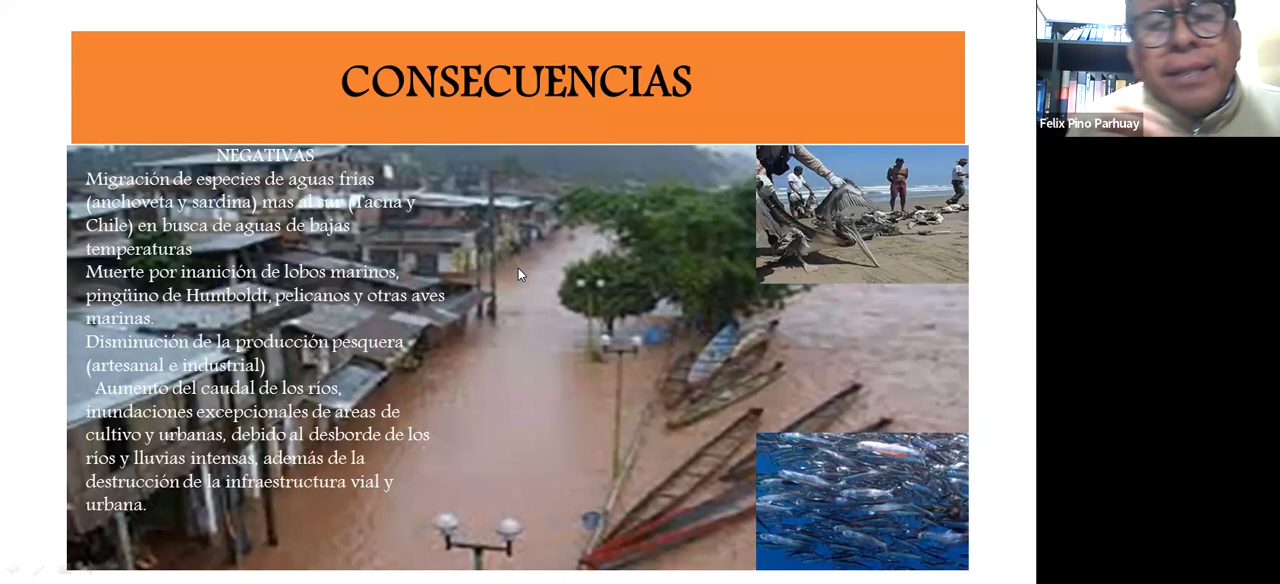 CONSECUENCIAS
NEGATIVAS
Migración de especies de aguas frías
(anchoveta y sardina) mas al sur (Tacna y
Chile) en busca de aguas de bajas
temperaturas
Muerte por inanición de lobos marinos,
pingüino de Humboldt, pelicanos y otras aves
marinas.
Disminución de la producción pesquera
(artesanal e industrial)
Aumento del caudal de los ríos,
inundaciones excepcionales de áreas de
cultivo y urbanas, debido al desborde de los
ríos y lluvias intensas, además de la
destrucción de la infraestructura vial y
urbana.
Felix Pino Parhuay